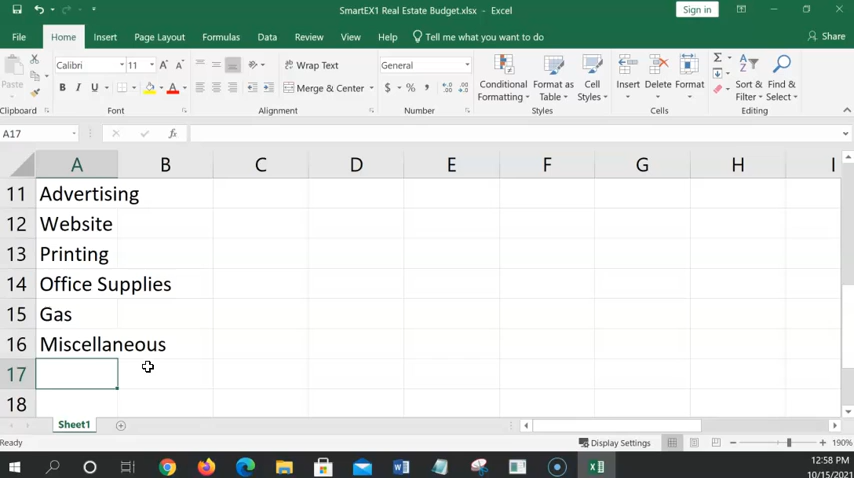 SmartEX1 Real Estate Budget.xlsx - Excel
Sign in
File Home Insert Page Layout Formulas Data Review View Help Tell me what you want to do Share
Paste
Calibri 11 A A
B I U A
Wrap Text
Merge & Center
General
$ % ,
Conditional Formatting
Format as Table
Cell Styles
Insert Delete Format
Sort & Filter
Find & Select
Clipboard Font Alignment Number Styles Cells Editing
A17 fx
A B C D E F G H I
11 Advertising
12 Website
13 Printing
14 Office Supplies
15 Gas
16 Miscellaneous
17
18
Sheet1
Ready Display Settings 190%
12:58 PM
10/15/2021